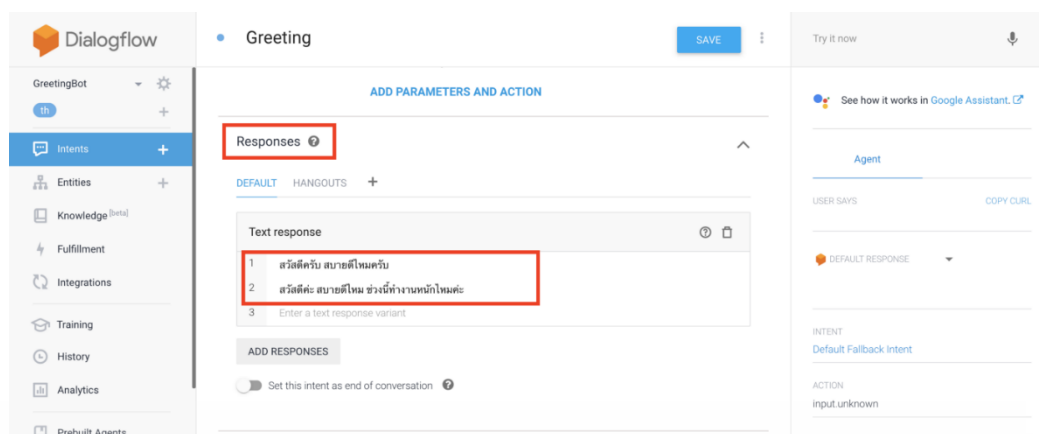 Dialogflow
Greeting
SAVE
Try it now
GreetingBot
th
Intents
Entities
Knowledge [beta]
Fulfillment
Integrations
Training
History
Analytics
Prebuilt Agents
ADD PARAMETERS AND ACTION
Responses
DEFAULT HANGOUTS
Text response
1 สวัสดีครับ สบายดีไหมครับ
2 สวัสดีค่ะ สบายดีไหม ช่วงนี้ทำงานหนักไหมค่ะ
3 Enter a text response variant
ADD RESPONSES
Set this intent as end of conversation
See how it works in Google Assistant.
Agent
USER SAYS COPY CURL
DEFAULT RESPONSE
INTENT
Default Fallback Intent
ACTION
input.unknown